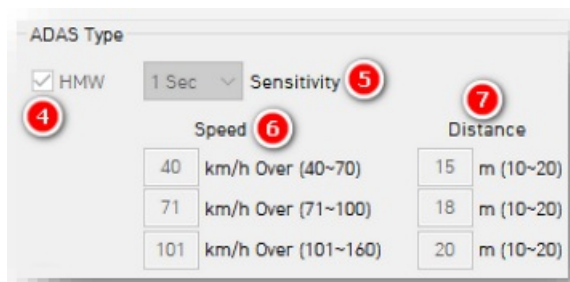 ADAS Type
HMW 1 Sec Sensitivity 5
4 7
Speed 6 Distance
40 km/h Over (40~70) 15 m (10~20)
71 km/h Over (71~100) 18 m (10~20)
101 km/h Over (101~160) 20 m (10~20)